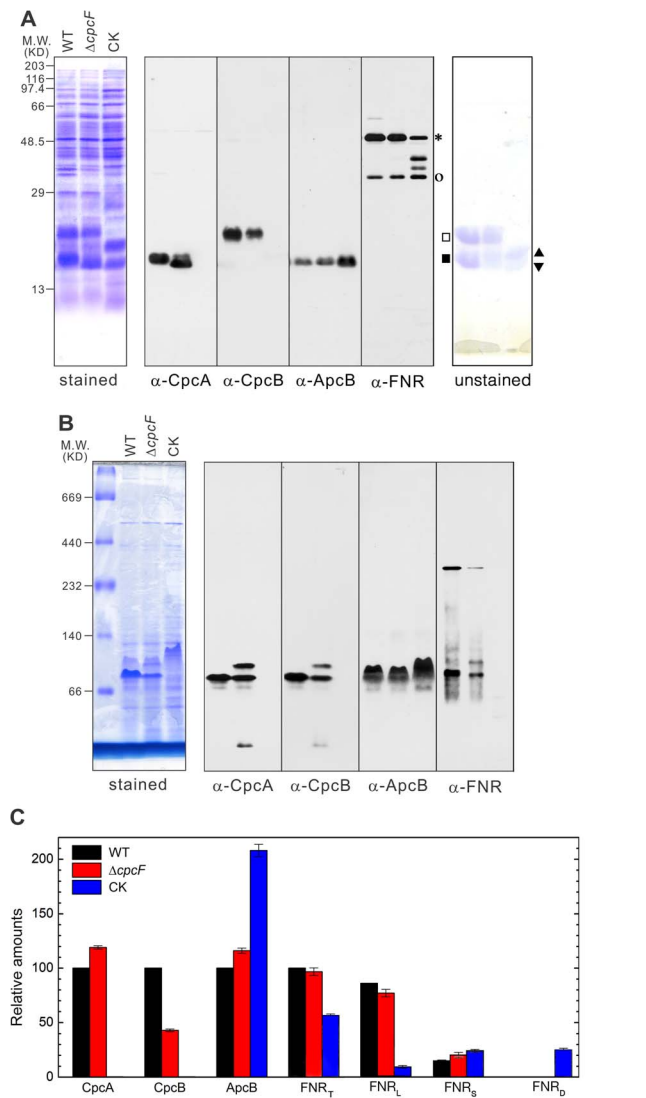 A
M.W.
(KD)
WT
ΔcpcF
CK
203
116
97.4
66
48.5
29
13
*
o
□
■
▲
▼
stained
α-CpcA
α-CpcB
α-ApcB
α-FNR
unstained
B
M.W.
(KD)
WT
ΔcpcF
CK
669
440
232
140
66
stained
α-CpcA
α-CpcB
α-ApcB
α-FNR
C
WT
ΔcpcF
CK
Relative amounts
200
150
100
50
0
CpcA
CpcB
ApcB
FNR_T
FNR_L
FNR_S
FNR_D